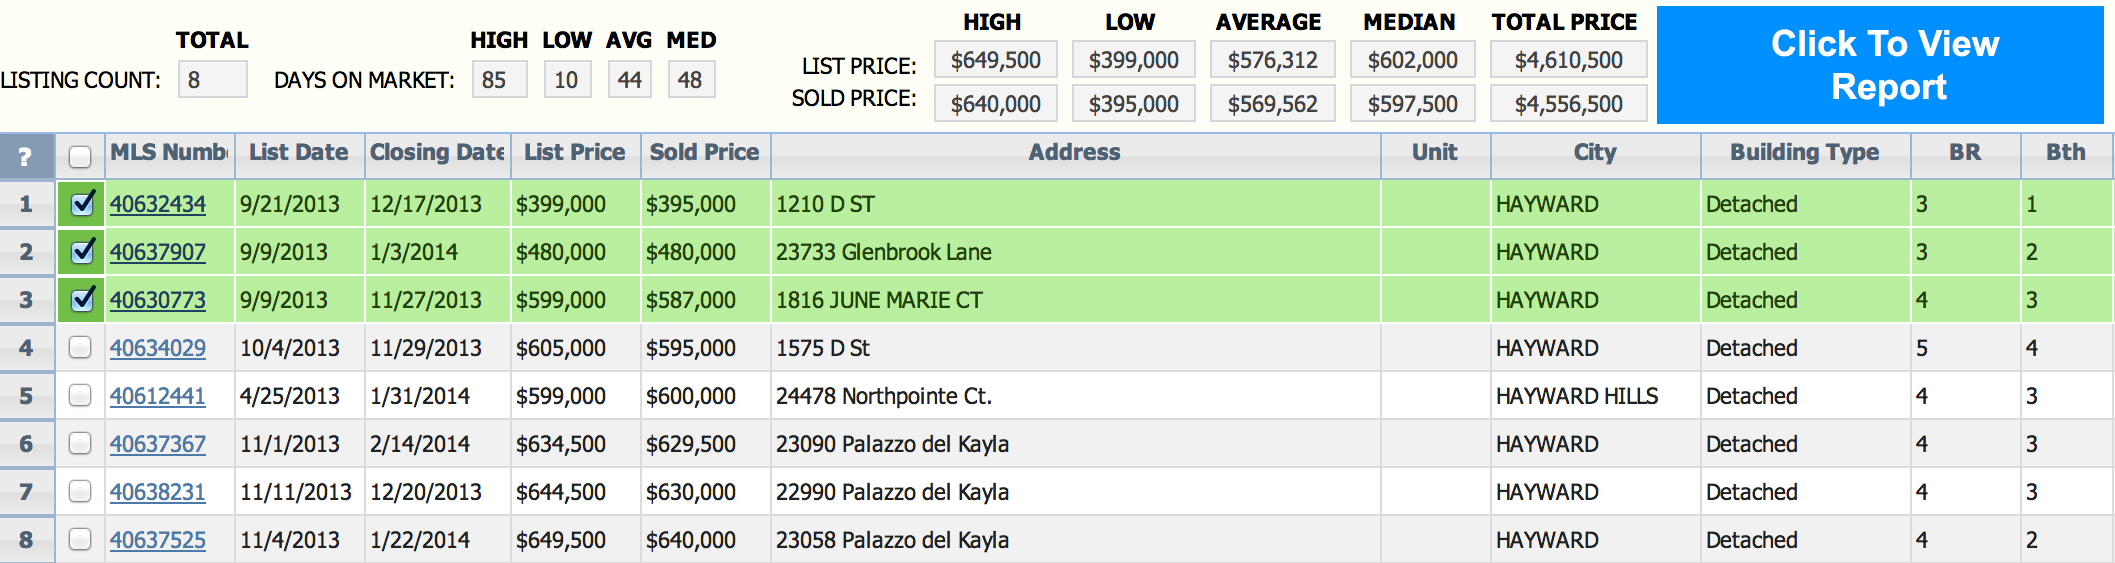 HIGH LOW AVERAGE MEDIAN TOTAL PRICE
TOTAL HIGH LOW AVG MED
LISTING COUNT: 8 DAYS ON MARKET: 85 10 44 48
LIST PRICE: $649,500 $399,000 $576,312 $602,000 $4,610,500
SOLD PRICE: $640,000 $395,000 $569,562 $597,500 $4,556,500
Click To View
Report
? MLS Numb List Date Closing Date List Price Sold Price Address Unit City Building Type BR Bth
1 40632434 9/21/2013 12/17/2013 $399,000 $395,000 1210 D ST HAYWARD Detached 3 1
2 40637907 9/9/2013 1/3/2014 $480,000 $480,000 23733 Glenbrook Lane HAYWARD Detached 3 2
3 40630773 9/9/2013 11/27/2013 $599,000 $587,000 1816 JUNE MARIE CT HAYWARD Detached 4 3
4 40634029 10/4/2013 11/29/2013 $605,000 $595,000 1575 D St HAYWARD Detached 5 4
5 40612441 4/25/2013 1/31/2014 $599,000 $600,000 24478 Northpointe Ct. HAYWARD HILLS Detached 4 3
6 40637367 11/1/2013 2/14/2014 $634,500 $629,500 23090 Palazzo del Kayla HAYWARD Detached 4 3
7 40638231 11/11/2013 12/20/2013 $644,500 $630,000 22990 Palazzo del Kayla HAYWARD Detached 4 3
8 40637525 11/4/2013 1/22/2014 $649,500 $640,000 23058 Palazzo del Kayla HAYWARD Detached 4 2